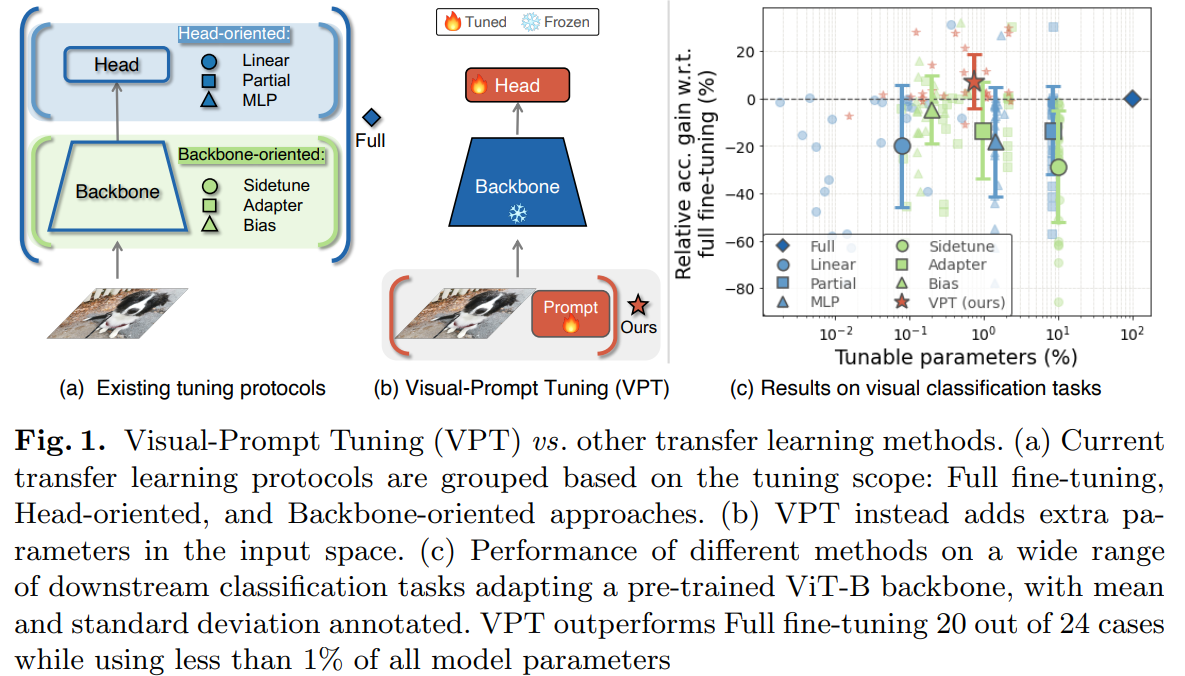 Head-oriented:
Head
Linear
Partial
MLP
Full
Backbone-oriented:
Backbone
Sidetune
Adapter
Bias
(a) Existing tuning protocols
Tuned Frozen
Head
Backbone
Prompt
Ours
(b) Visual-Prompt Tuning (VPT)
Relative acc. gain w.r.t.
full fine-tuning (%)
20
0
−20
−40
−60
−80
Full
Linear
Partial
MLP
Sidetune
Adapter
Bias
VPT (ours)
10⁻² 10⁻¹ 10⁰ 10¹ 10²
Tunable parameters (%)
(c) Results on visual classification tasks
Fig. 1. Visual-Prompt Tuning (VPT) vs. other transfer learning methods. (a) Current
transfer learning protocols are grouped based on the tuning scope: Full fine-tuning,
Head-oriented, and Backbone-oriented approaches. (b) VPT instead adds extra pa-
rameters in the input space. (c) Performance of different methods on a wide range
of downstream classification tasks adapting a pre-trained ViT-B backbone, with mean
and standard deviation annotated. VPT outperforms Full fine-tuning 20 out of 24 cases
while using less than 1% of all model parameters